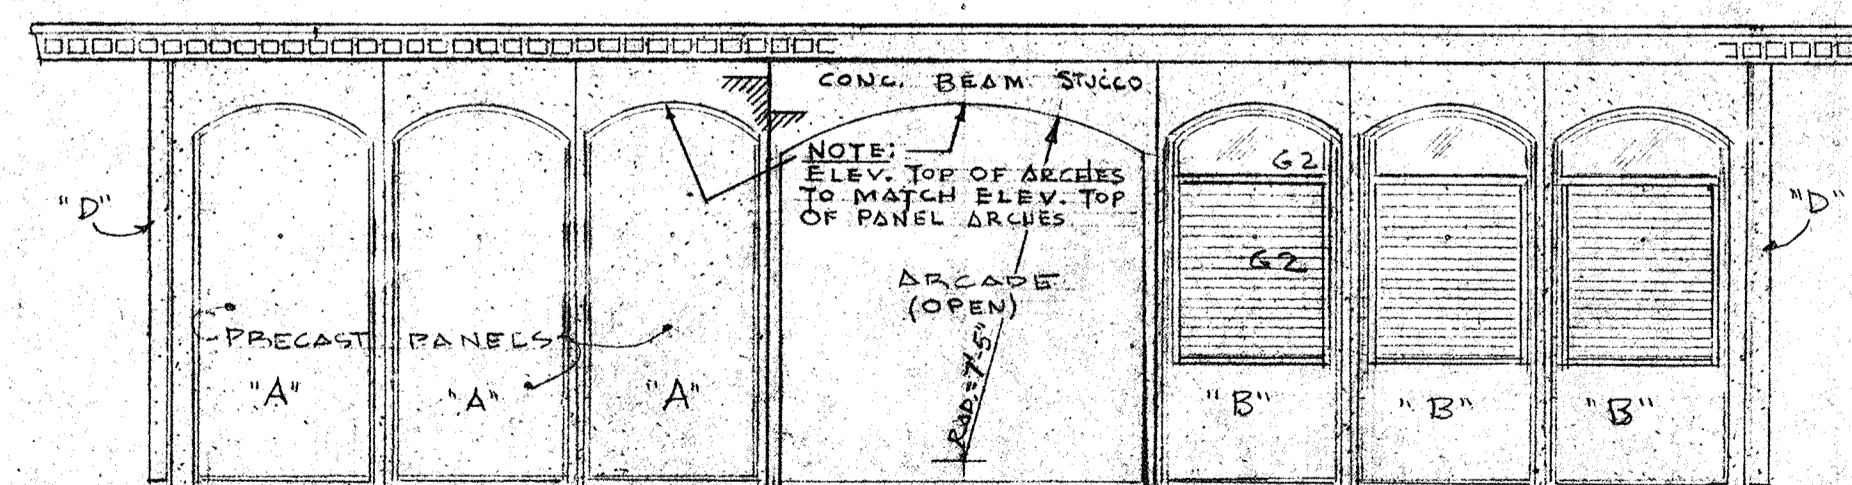 CONC. BEAM STUCCO
NOTE:
ELEV. TOP OF ARCHES
TO MATCH ELEV. TOP
OF PANEL ARCHES
G2
"D"
"D"
G2
ARCADE
(OPEN)
RAD.=7'-5"
PRECAST PANELS
"A"
"A"
"A"
"B"
"B"
"B"